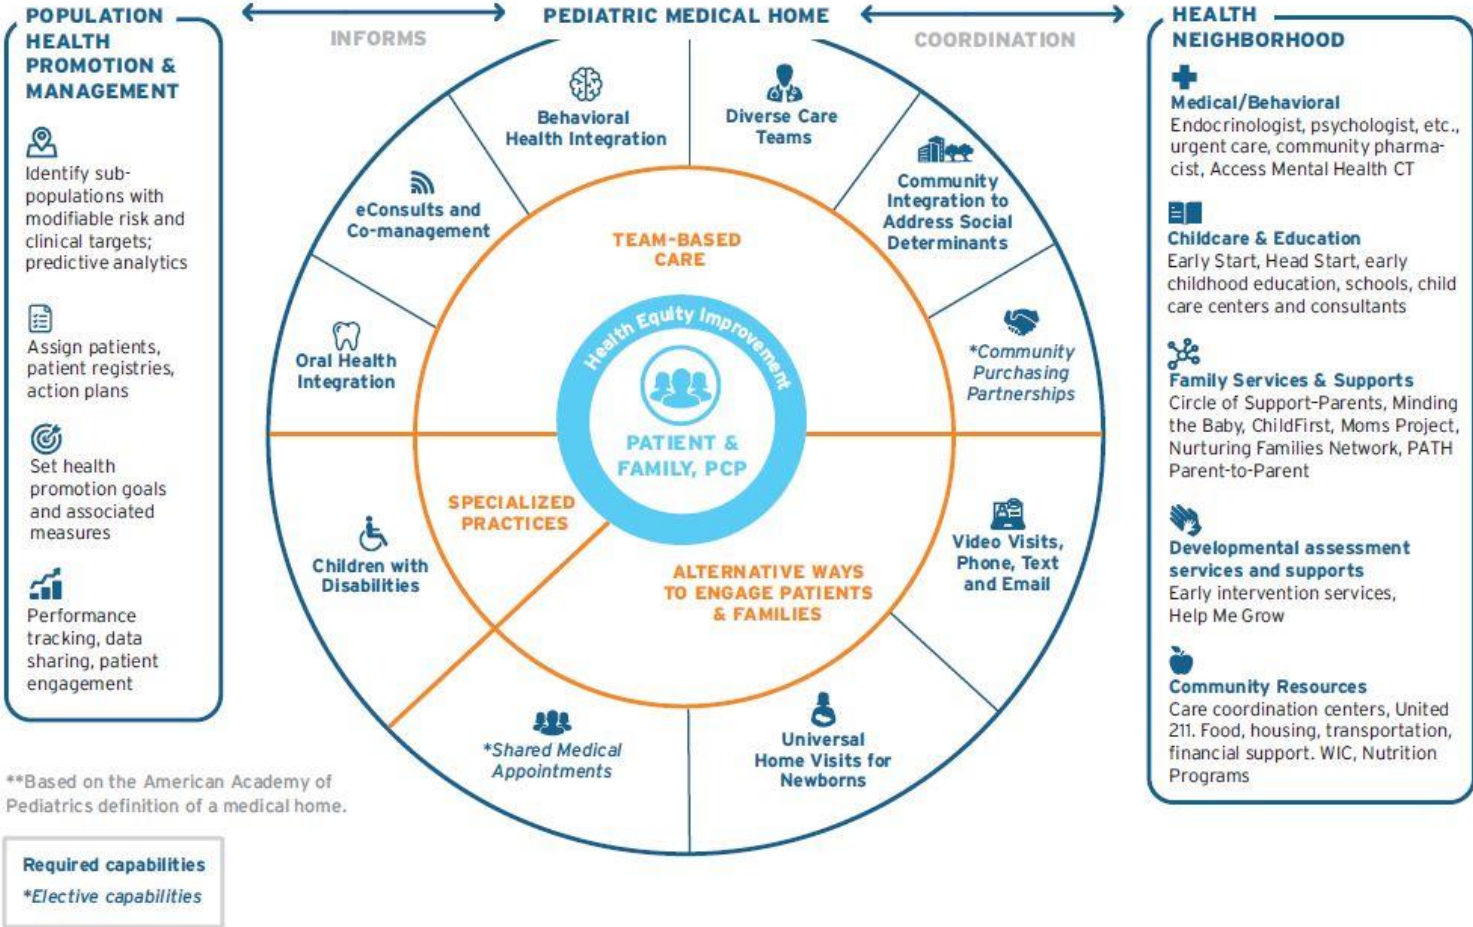 POPULATION
HEALTH
PROMOTION &
MANAGEMENT
Identify sub-
populations with
modifiable risk and
clinical targets;
predictive analytics
Assign patients,
patient registries,
action plans
Set health
promotion goals
and associated
measures
Performance
tracking, data
sharing, patient
engagement
INFORMS
PEDIATRIC MEDICAL HOME
COORDINATION
Behavioral
Health Integration
Diverse Care
Teams
eConsults and
Co-management
Community
Integration to
Address Social
Determinants
Oral Health
Integration
*Community
Purchasing
Partnerships
TEAM-BASED
CARE
Health Equity Improvement
PATIENT &
FAMILY, PCP
SPECIALIZED
PRACTICES
ALTERNATIVE WAYS
TO ENGAGE PATIENTS
& FAMILIES
Children with
Disabilities
Video Visits,
Phone, Text
and Email
*Shared Medical
Appointments
Universal
Home Visits for
Newborns
HEALTH
NEIGHBORHOOD
Medical/Behavioral
Endocrinologist, psychologist, etc.,
urgent care, community pharma-
cist, Access Mental Health CT
Childcare & Education
Early Start, Head Start, early
childhood education, schools, child
care centers and consultants
Family Services & Supports
Circle of Support–Parents, Minding
the Baby, ChildFirst, Moms Project,
Nurturing Families Network, PATH
Parent-to-Parent
Developmental assessment
services and supports
Early intervention services,
Help Me Grow
Community Resources
Care coordination centers, United
211. Food, housing, transportation,
financial support. WIC, Nutrition
Programs
**Based on the American Academy of
Pediatrics definition of a medical home.
Required capabilities
*Elective capabilities